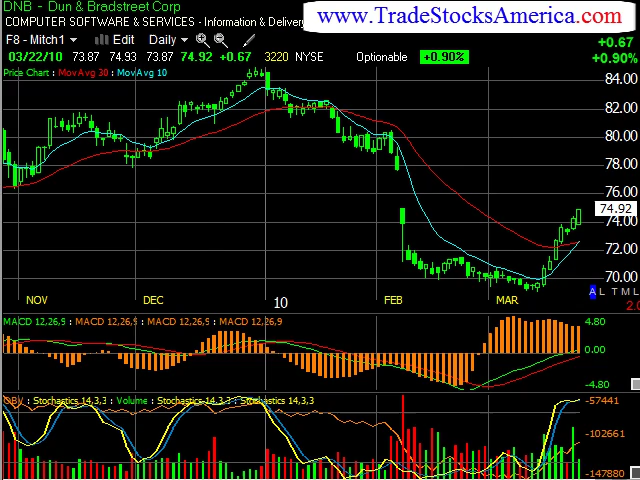 DNB - Dun & Bradstreet Corp
www.TradeStocksAmerica.com
COMPUTER SOFTWARE & SERVICES - Information & Delivery
F8 - Mitch1 Edit Daily
+0.67
03/22/10 73.87 74.93 73.87 74.92 +0.67 3220 NYSE Optionable +0.90% +0.90%
Price Chart : MovAvg 30 : MovAvg 10
84.00
82.00
80.00
78.00
76.00
74.92
72.00
70.00
A L T M L
NOV DEC 10 FEB MAR
2.0
MACD 12,26,9 : MACD 12,26,9 : MACD 12,26,9 : MACD 12,26,9
4.80
0.00
-4.80
OBV : Stochastics 14,3,3 : Volume : Stochastics 14,3,3 : Stochastics 14,3,3
-57441
-102661
-147880